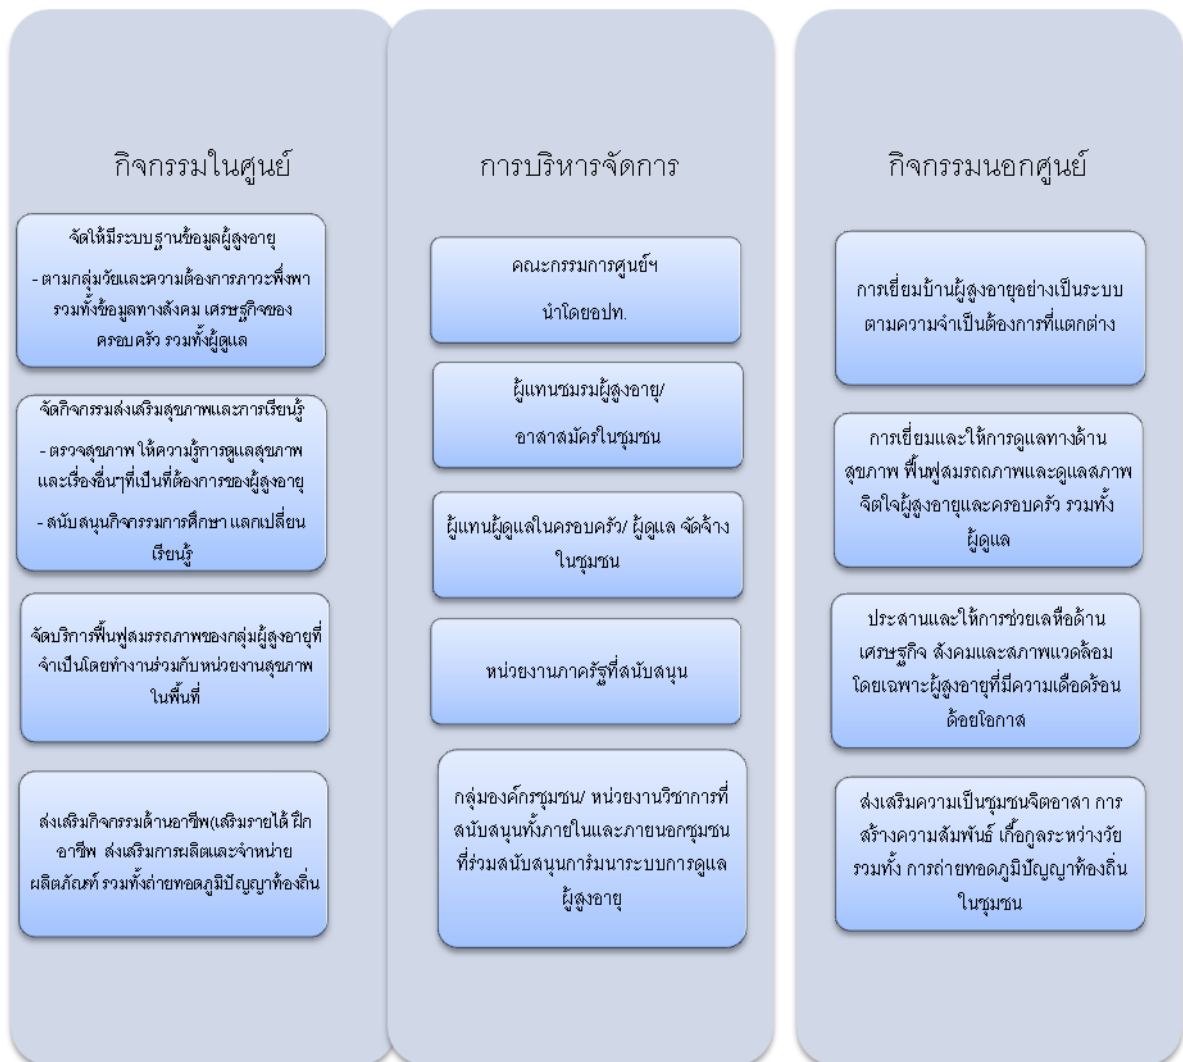 กิจกรรมในศูนย์
จัดให้มีระบบฐานข้อมูลผู้สูงอายุ
- ตามกลุ่มวัยและความต้องการภาวะพึ่งพา
รวมทั้งข้อมูลทางสังคม เศรษฐกิจของ
ครอบครัว รวมทั้งผู้ดูแล
จัดกิจกรรมส่งเสริมสุขภาพและการเรียนรู้
- ตรวจสุขภาพ ให้ความรู้การดูแลสุขภาพ
และเรื่องอื่นๆที่เป็นที่ต้องการของผู้สูงอายุ
- สนับสนุนกิจกรรมการศึกษา แลกเปลี่ยน
เรียนรู้
จัดบริการฟื้นฟูสมรรถภาพของกลุ่มผู้สูงอายุที่
จำเป็นโดยทำงานร่วมกับหน่วยงานสุขภาพ
ในพื้นที่
ส่งเสริมกิจกรรมด้านอาชีพ(เสริมรายได้ ฝึก
อาชีพ ส่งเสริมการผลิตและจำหน่าย
ผลิตภัณฑ์ รวมทั้งถ่ายทอดภูมิปัญญาท้องถิ่น
การบริหารจัดการ
คณะกรรมการศูนย์ฯ
นำโดยอปท.
ผู้แทนชมรมผู้สูงอายุ/
อาสาสมัครในชุมชน
ผู้แทนผู้ดูแลในครอบครัว/ ผู้ดูแล จัดจ้าง
ในชุมชน
หน่วยงานภาครัฐที่สนับสนุน
กลุ่มองค์กรชุมชน/ หน่วยงานวิชาการที่
สนับสนุนทั้งภายในและภายนอกชุมชน
ที่ร่วมสนับสนุนการํมนาระบบการดูแล
ผู้สูงอายุ
กิจกรรมนอกศูนย์
การเยี่ยมบ้านผู้สูงอายุอย่างเป็นระบบ
ตามความจำเป็นต้องการที่แตกต่าง
การเยี่ยมและให้การดูแลทางด้าน
สุขภาพ ฟื้นฟูสมรถถภาพและดูแลสภาพ
จิตใจผู้สูงอายุและครอบครัว รวมทั้ง
ผู้ดูแล
ประสานและให้การช่วยเลหือด้าน
เศรษฐกิจ สังคมและสภาพแวดล้อม
โดยเฉพาะผู้สูงอายุที่มีความเดือดร้อน
ด้อยโอกาส
ส่งเสริมความเป็นชุมชนจิตอาสา การ
สร้างความสัมพันธ์ เกื้อกูลระหว่างวัย
รวมทั้ง การถ่ายทอดภูมิปัญญาท้องถิ่น
ในชุมชน